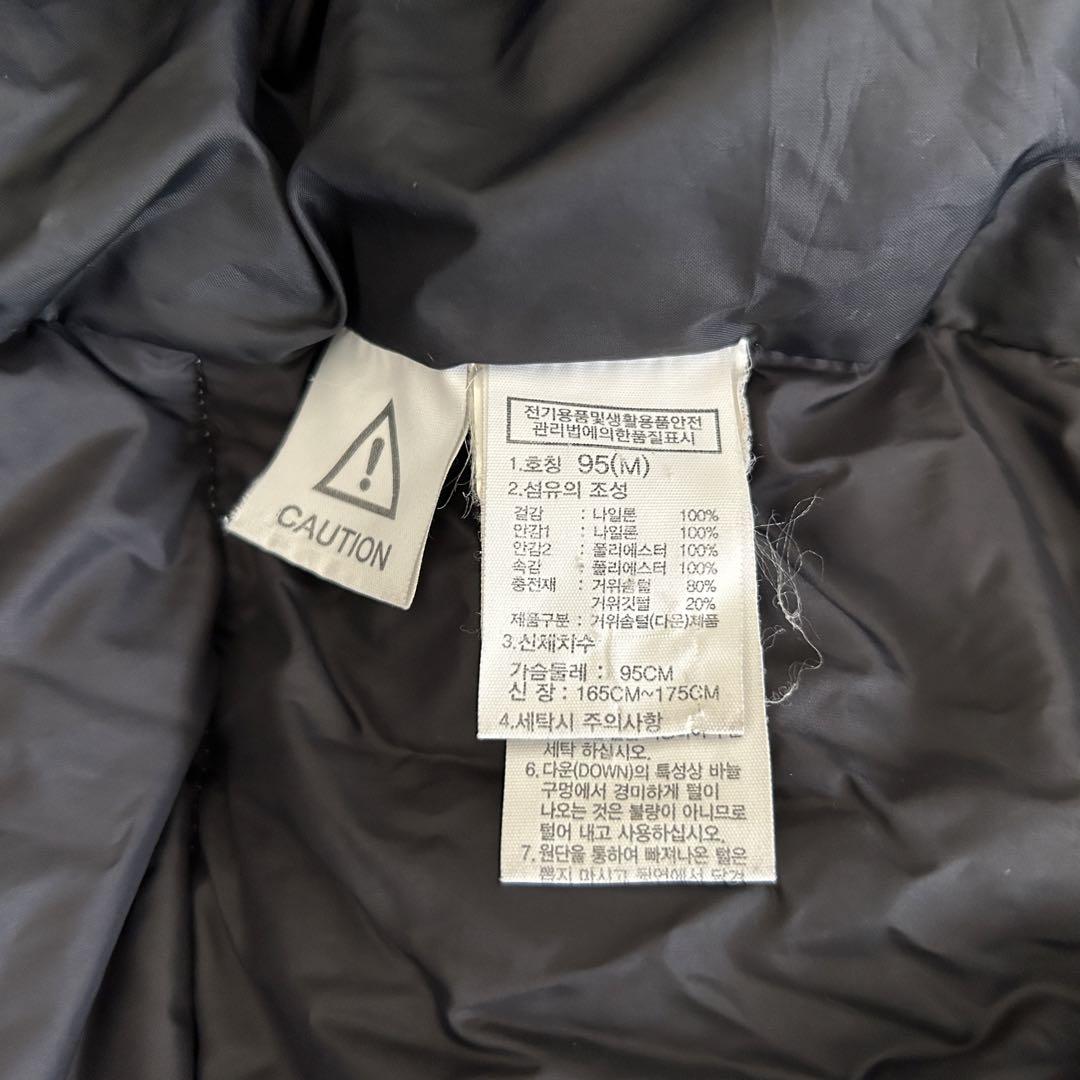 CAUTION
전기용품및생활용품안전
관리법에의한품질표시
1.호칭 95(M)
2.섬유의 조성
겉감 : 나일론 100%
안감1 : 나일론 100%
안감2 : 폴리에스터 100%
속감 : 폴리에스터 100%
충전재 : 거위솜털 80%
거위깃털 20%
제품구분 : 거위솜털(다운)제품
3.신체치수
가슴둘레 : 95CM
신 장 : 165CM~175CM
4.세탁시 주의사항
세탁 하십시오.
6.다운(DOWN)의 특성상 바늘
구멍에서 경미하게 털이
나오는 것은 불량이 아니므로
털어 내고 사용하십시오.
7.원단을 통하여 빠져나온 털은
뽑지 마시고